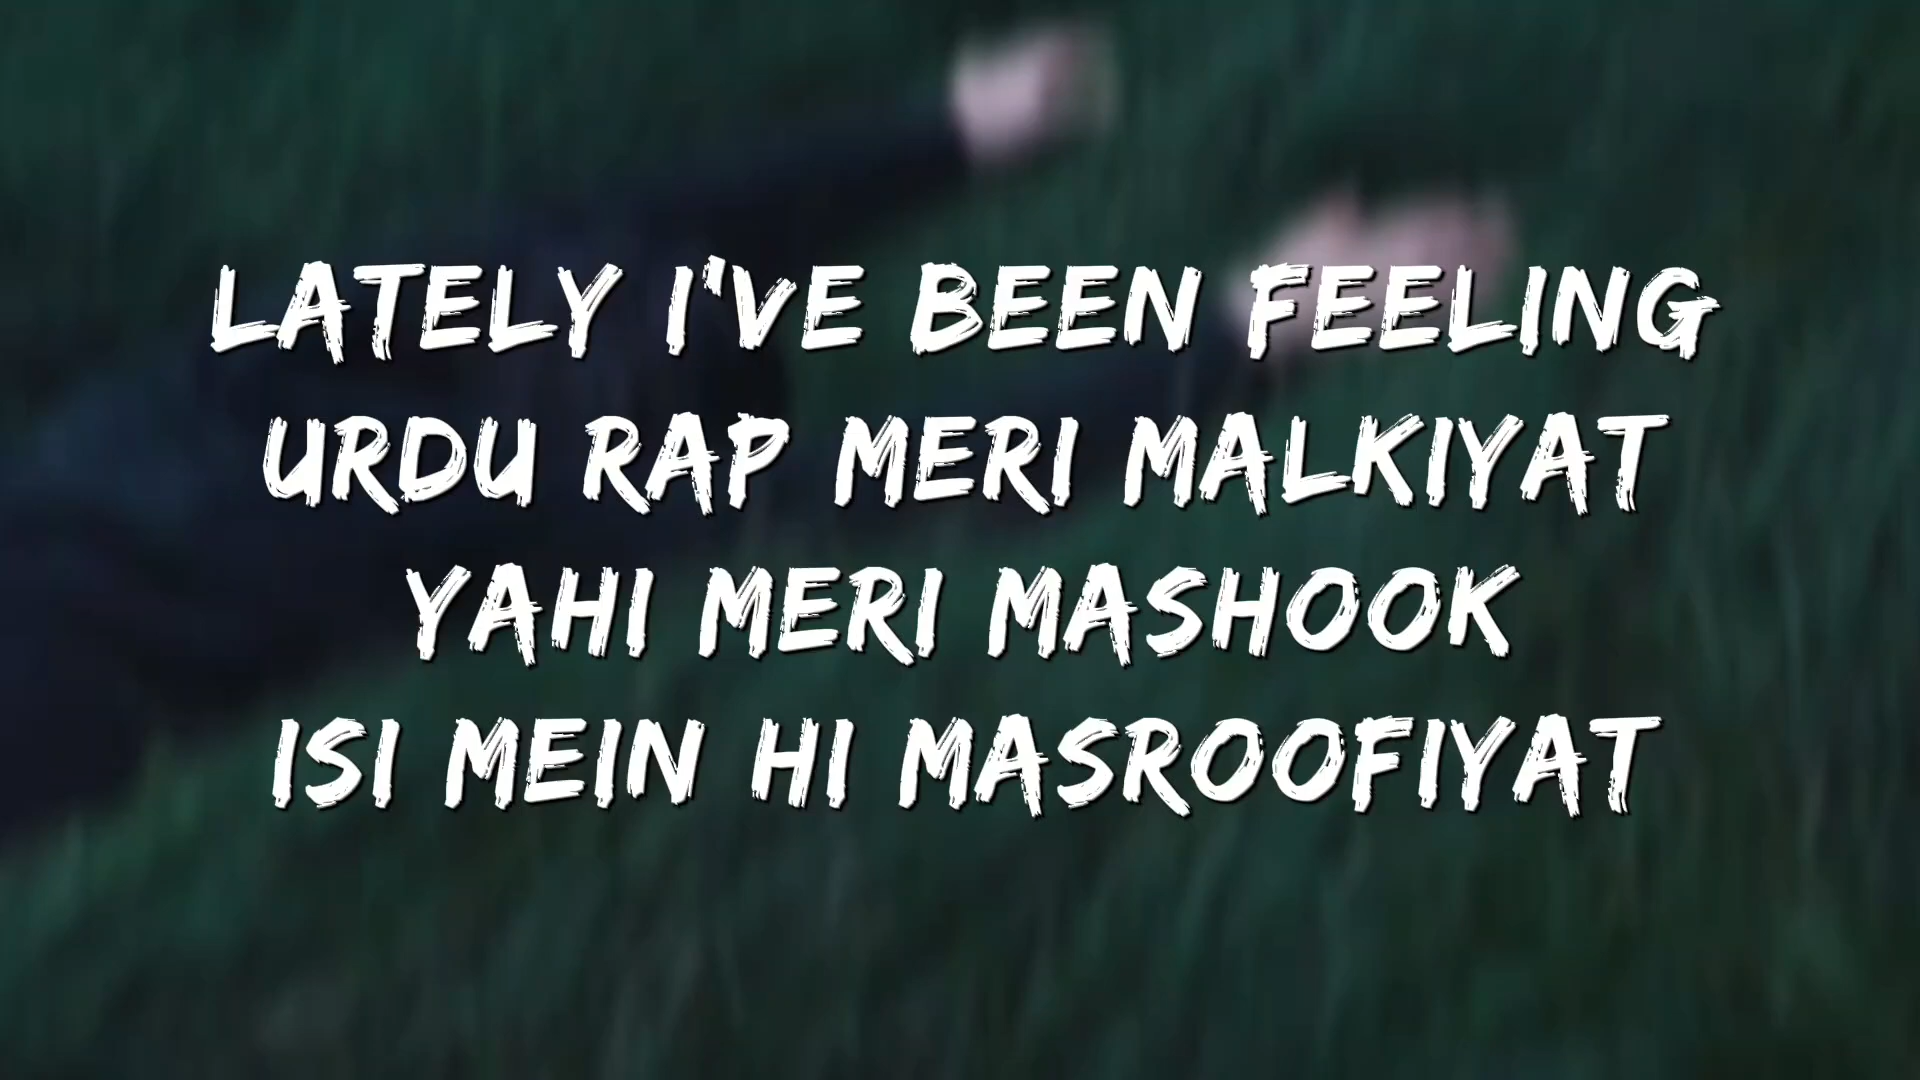 LATELY I'VE BEEN FEELING
URDU RAP MERI MALKIYAT
YAHI MERI MASHOOK
ISI MEIN HI MASROOFIYAT